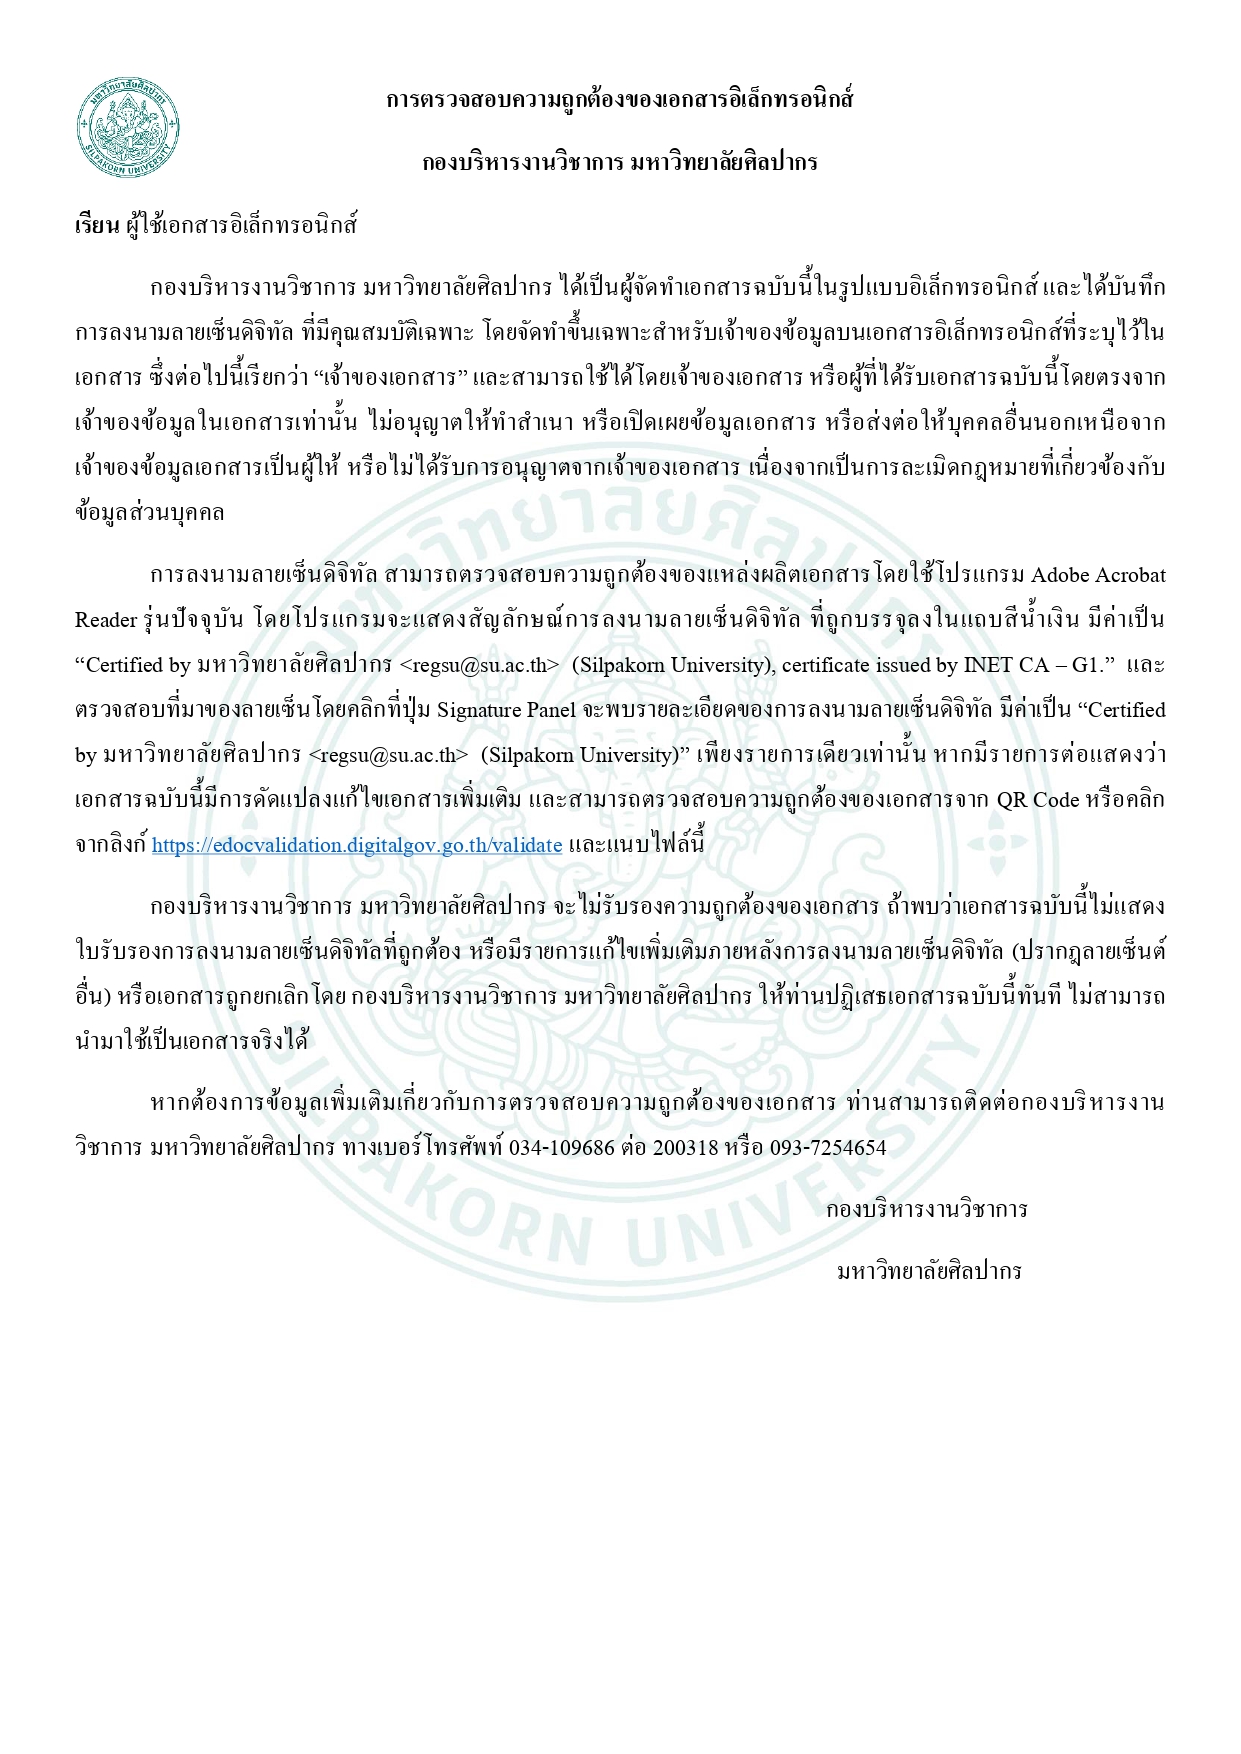 มหาวิทยาลัยศิลปากร
SILPAKORN UNIVERSITY
การตรวจสอบความถูกต้องของเอกสารอิเล็กทรอนิกส์
กองบริหารงานวิชาการ มหาวิทยาลัยศิลปากร
เรียน ผู้ใช้เอกสารอิเล็กทรอนิกส์
กองบริหารงานวิชาการ มหาวิทยาลัยศิลปากร ได้เป็นผู้จัดทำเอกสารฉบับนี้ในรูปแบบอิเล็กทรอนิกส์ และได้บันทึก
การลงนามลายเซ็นดิจิทัล ที่มีคุณสมบัติเฉพาะ โดยจัดทำขึ้นเฉพาะสำหรับเจ้าของข้อมูลบนเอกสารอิเล็กทรอนิกส์ที่ระบุไว้ใน
เอกสาร ซึ่งต่อไปนี้เรียกว่า “เจ้าของเอกสาร” และสามารถใช้ได้โดยเจ้าของเอกสาร หรือผู้ที่ได้รับเอกสารฉบับนี้โดยตรงจาก
เจ้าของข้อมูลในเอกสารเท่านั้น ไม่อนุญาตให้ทำสำเนา หรือเปิดเผยข้อมูลเอกสาร หรือส่งต่อให้บุคคลอื่นนอกเหนือจาก
เจ้าของข้อมูลเอกสารเป็นผู้ให้ หรือไม่ได้รับการอนุญาตจากเจ้าของเอกสาร เนื่องจากเป็นการละเมิดกฎหมายที่เกี่ยวข้องกับ
ข้อมูลส่วนบุคคล
การลงนามลายเซ็นดิจิทัล สามารถตรวจสอบความถูกต้องของแหล่งผลิตเอกสารโดยใช้โปรแกรม Adobe Acrobat
Reader รุ่นปัจจุบัน โดยโปรแกรมจะแสดงสัญลักษณ์การลงนามลายเซ็นดิจิทัล ที่ถูกบรรจุลงในแถบสีน้ำเงิน มีค่าเป็น
“Certified by มหาวิทยาลัยศิลปากร <regsu@su.ac.th> (Silpakorn University), certificate issued by INET CA – G1.” และ
ตรวจสอบที่มาของลายเซ็นโดยคลิกที่ปุ่ม Signature Panel จะพบรายละเอียดของการลงนามลายเซ็นดิจิทัล มีค่าเป็น “Certified
by มหาวิทยาลัยศิลปากร <regsu@su.ac.th> (Silpakorn University)” เพียงรายการเดียวเท่านั้น หากมีรายการต่อแสดงว่า
เอกสารฉบับนี้มีการดัดแปลงแก้ไขเอกสารเพิ่มเติม และสามารถตรวจสอบความถูกต้องของเอกสารจาก QR Code หรือคลิก
จากลิงก์ https://edocvalidation.digitalgov.go.th/validate และแนบไฟล์นี้
กองบริหารงานวิชาการ มหาวิทยาลัยศิลปากร จะไม่รับรองความถูกต้องของเอกสาร ถ้าพบว่าเอกสารฉบับนี้ไม่แสดง
ใบรับรองการลงนามลายเซ็นดิจิทัลที่ถูกต้อง หรือมีรายการแก้ไขเพิ่มเติมภายหลังการลงนามลายเซ็นดิจิทัล (ปรากฎลายเซ็นต์
อื่น) หรือเอกสารถูกยกเลิกโดย กองบริหารงานวิชาการ มหาวิทยาลัยศิลปากร ให้ท่านปฏิเสธเอกสารฉบับนี้ทันที ไม่สามารถ
นำมาใช้เป็นเอกสารจริงได้
หากต้องการข้อมูลเพิ่มเติมเกี่ยวกับการตรวจสอบความถูกต้องของเอกสาร ท่านสามารถติดต่อกองบริหารงาน
วิชาการ มหาวิทยาลัยศิลปากร ทางเบอร์โทรศัพท์ 034-109686 ต่อ 200318 หรือ 093-7254654
กองบริหารงานวิชาการ
มหาวิทยาลัยศิลปากร
มหาวิทยาลัยศิลปากร
SILPAKORN UNIVERSITY